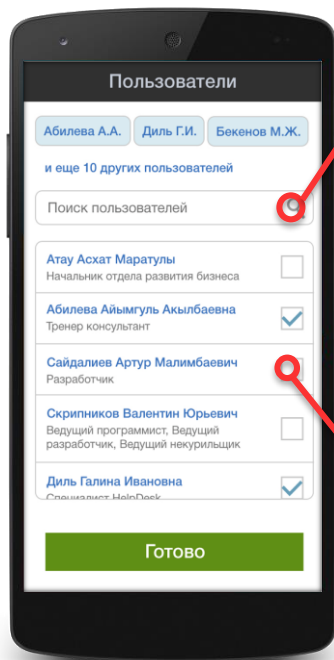 Пользователи
Абилева А.А. Диль Г.И. Бекенов М.Ж.
и еще 10 других пользователей
Поиск пользователей
Атау Асхат Маратулы
Начальник отдела развития бизнеса
Абилева Айымгуль Акылбаевна
Тренер консультант
Сайдалиев Артур Малимбаевич
Разработчик
Скрипников Валентин Юрьевич
Ведущий программист, Ведущий
разработчик, Ведущий некурильщик
Диль Галина Ивановна
Специалист HelpDesk
Готово